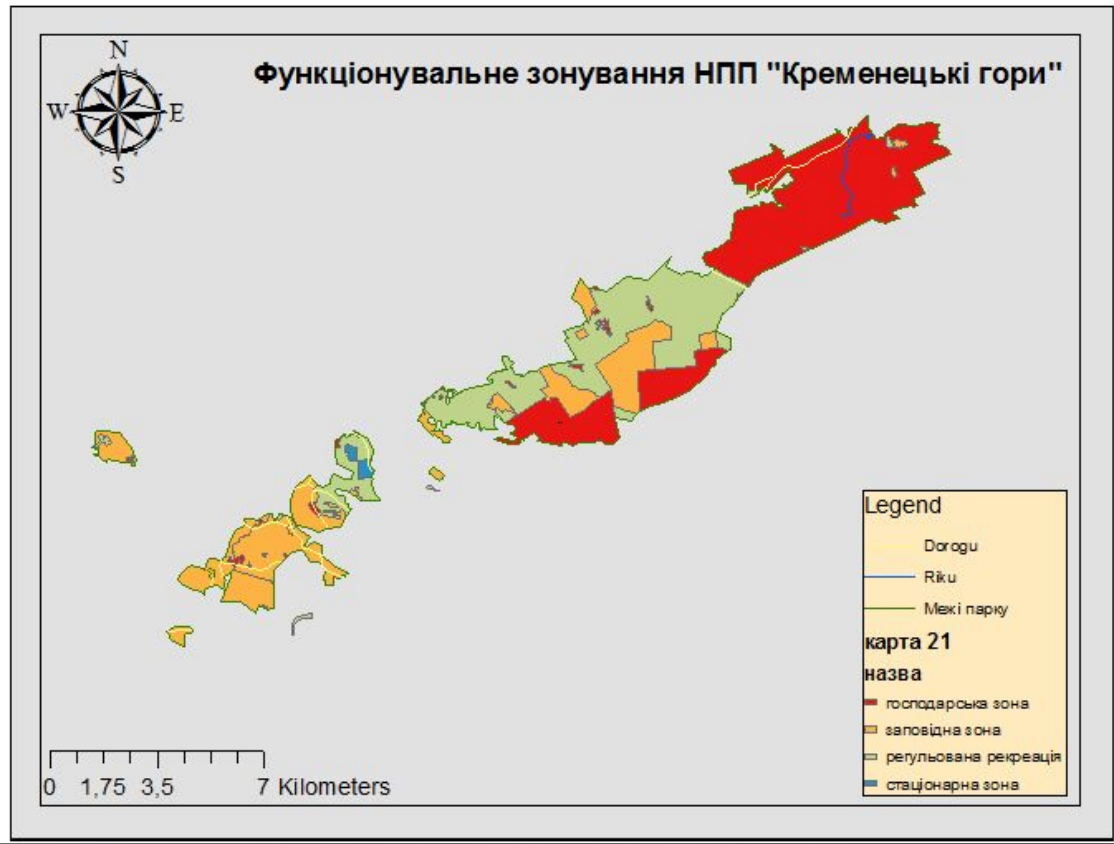 N
Функціонувальне зонування НПП "Кременецькі гори"
W E
S
Legend
Dorogu
Riku
Межі парку
карта 21
назва
господарська зона
заповідна зона
регульована рекреація
стаціонарна зона
0 1,75 3,5 7 Kilometers